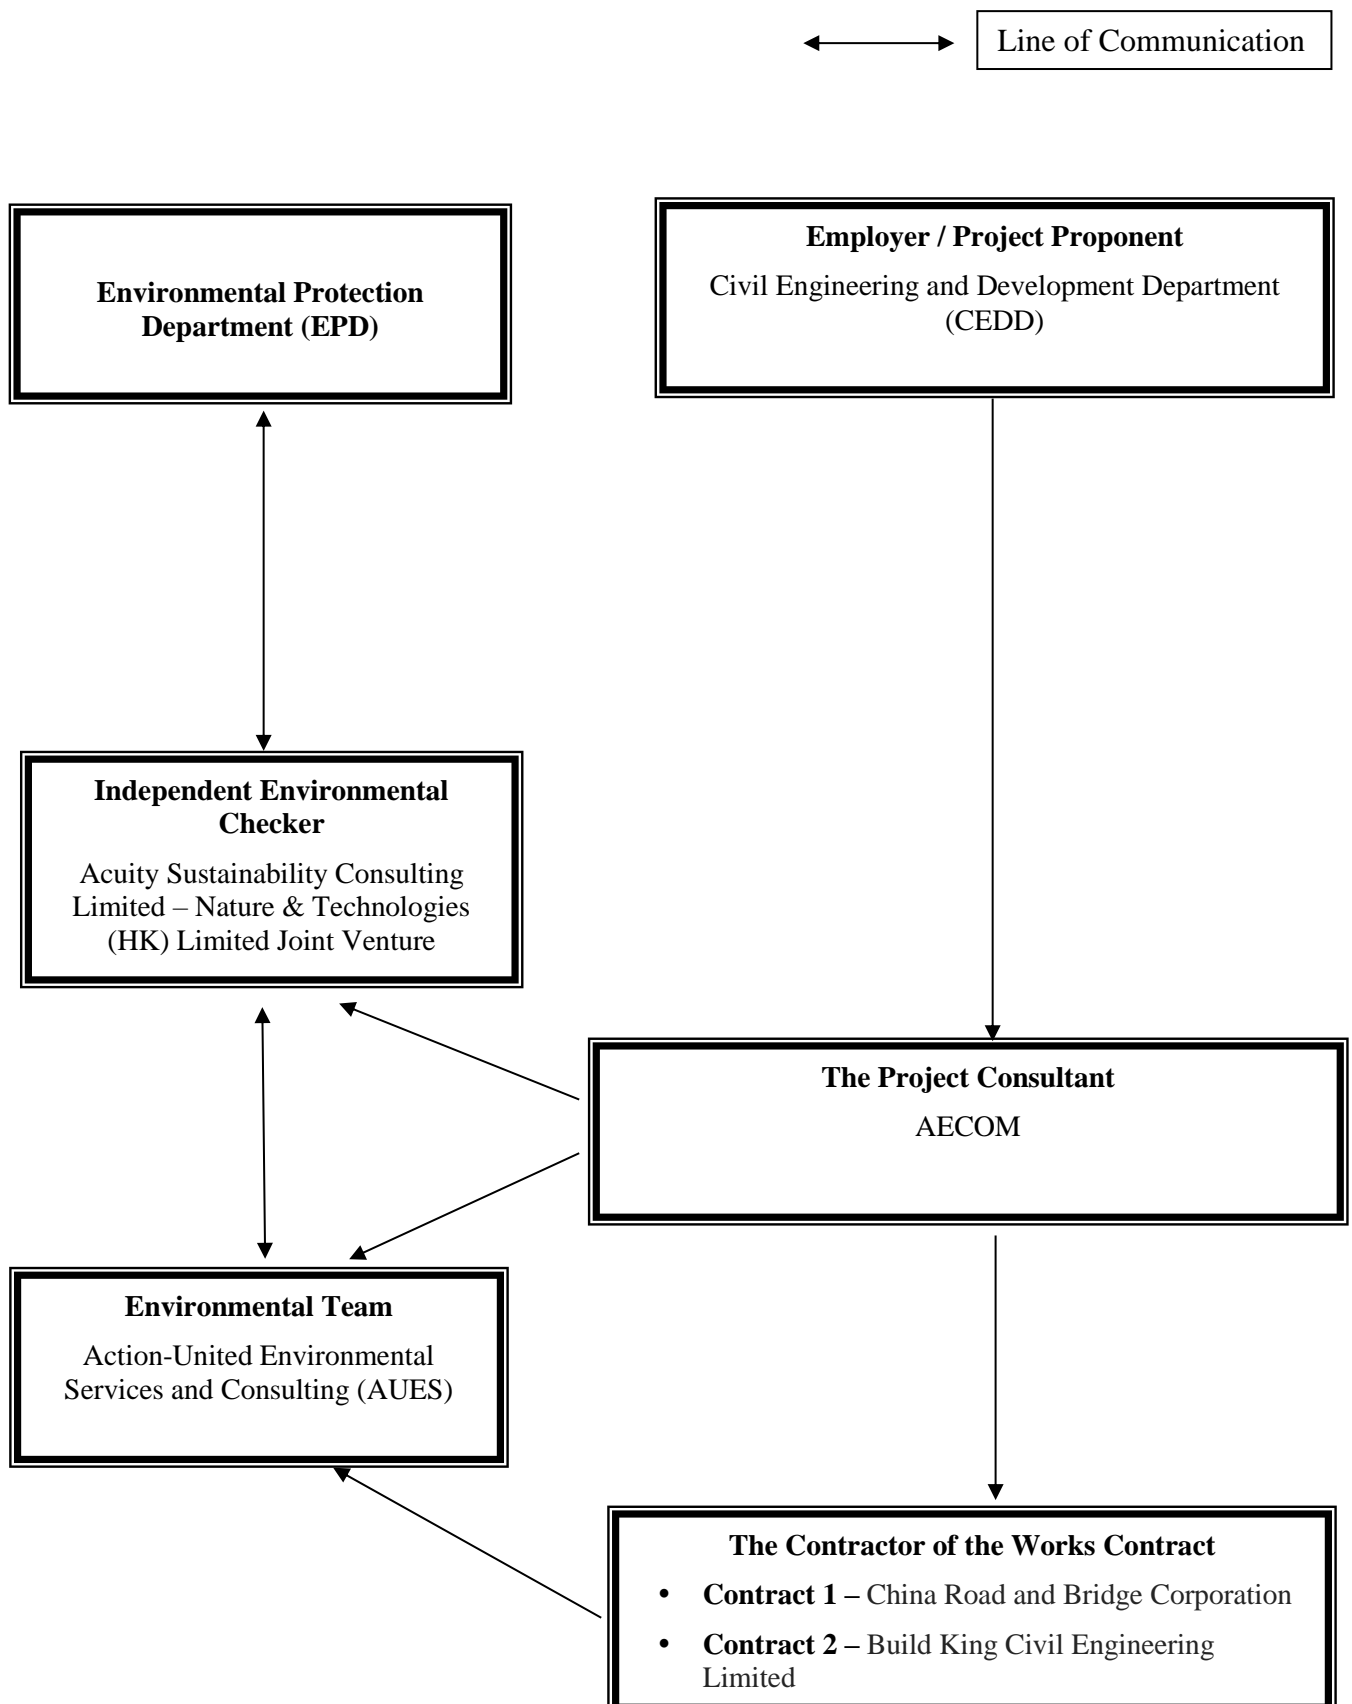 Line of Communication
Environmental Protection
Department (EPD)
Employer / Project Proponent
Civil Engineering and Development Department
(CEDD)
Independent Environmental
Checker
Acuity Sustainability Consulting
Limited – Nature & Technologies
(HK) Limited Joint Venture
The Project Consultant
AECOM
Environmental Team
Action-United Environmental
Services and Consulting (AUES)
The Contractor of the Works Contract
• Contract 1 – China Road and Bridge Corporation
• Contract 2 – Build King Civil Engineering
Limited